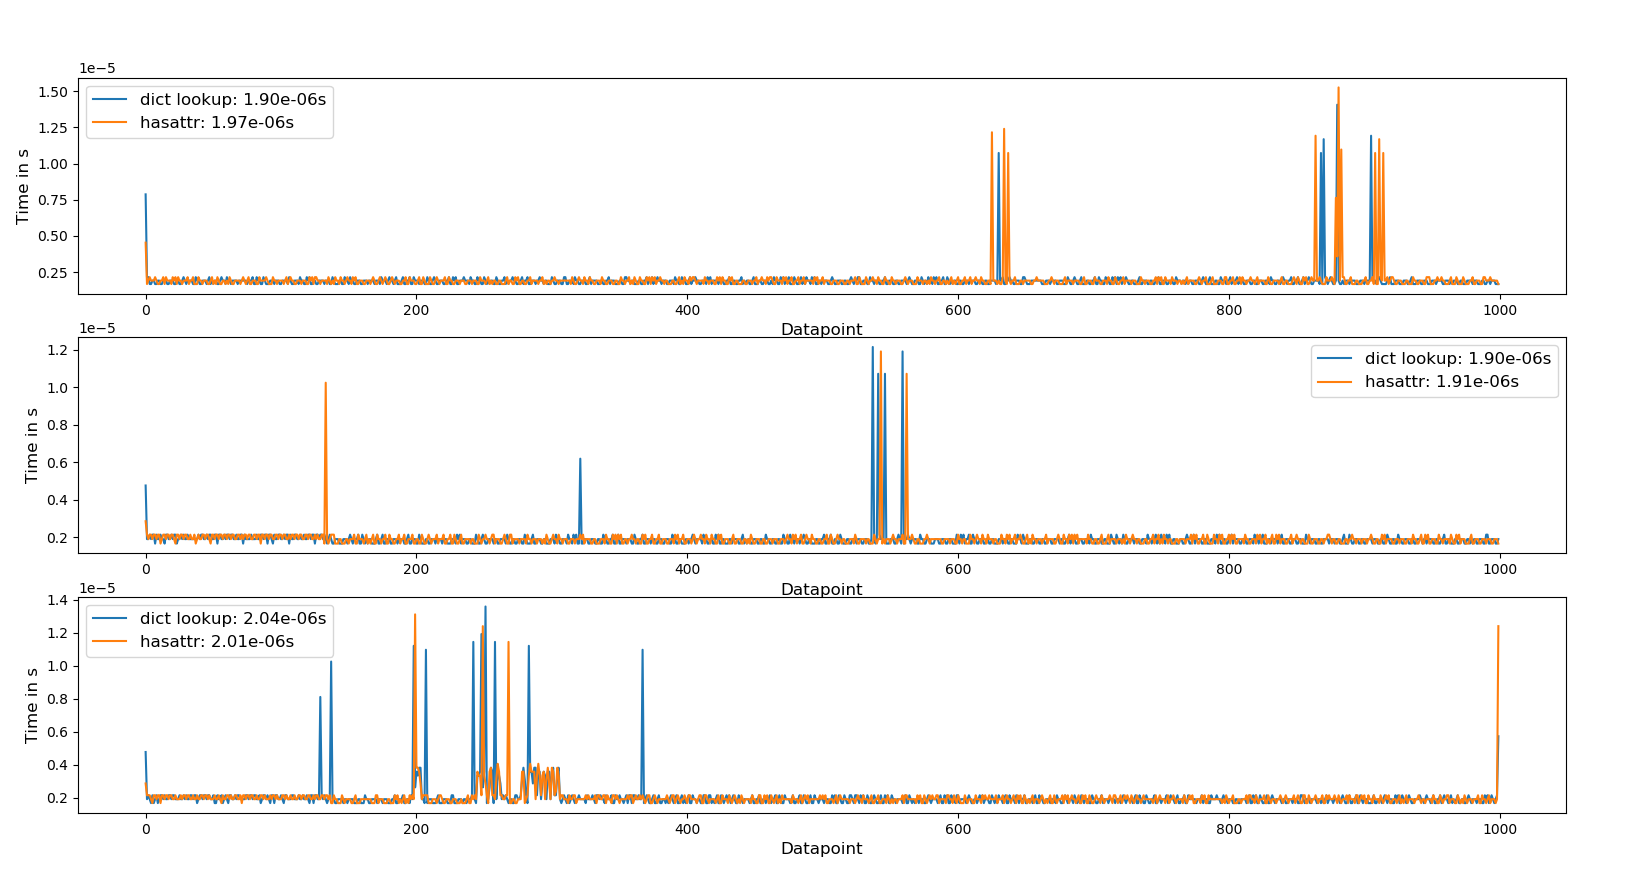 1e−5
1.50
1.25
1.00
0.75
0.50
0.25
Time in s
dict lookup: 1.90e-06s
hasattr: 1.97e-06s
0 200 400 600 800 1000
Datapoint
1e−5
1.2
1.0
0.8
0.6
0.4
0.2
Time in s
dict lookup: 1.90e-06s
hasattr: 1.91e-06s
0 200 400 600 800 1000
Datapoint
1e−5
1.4
1.2
1.0
0.8
0.6
0.4
0.2
Time in s
dict lookup: 2.04e-06s
hasattr: 2.01e-06s
0 200 400 600 800 1000
Datapoint